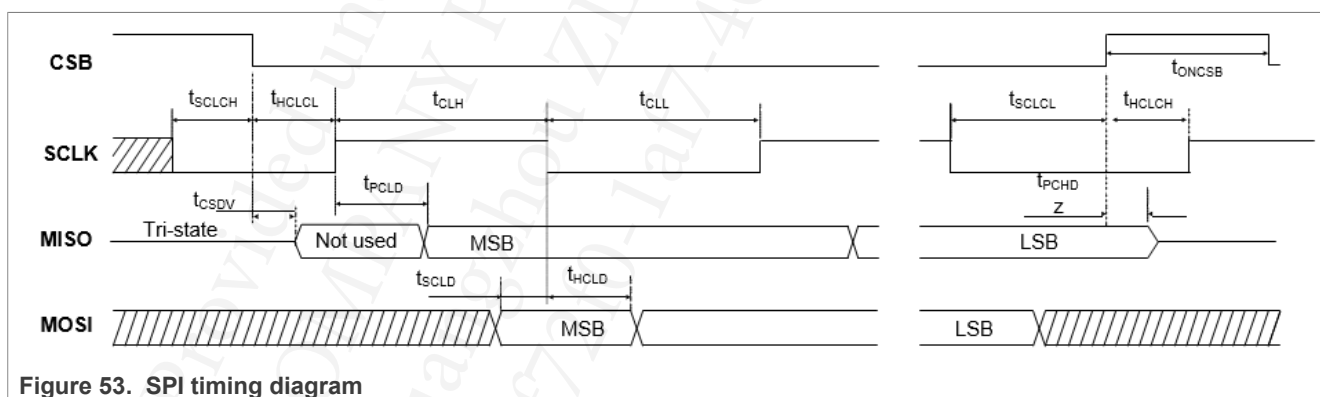 CSB
tONCSB
tSCLCH
tHCLCL
tCLH
tCLL
tSCLCL
tHCLCH
SCLK
tPCLD
tPCHD
tCSDV
Z
MISO
Tri-state
Not used
MSB
LSB
tSCLD
tHCLD
MOSI
MSB
LSB
Figure 53. SPI timing diagram